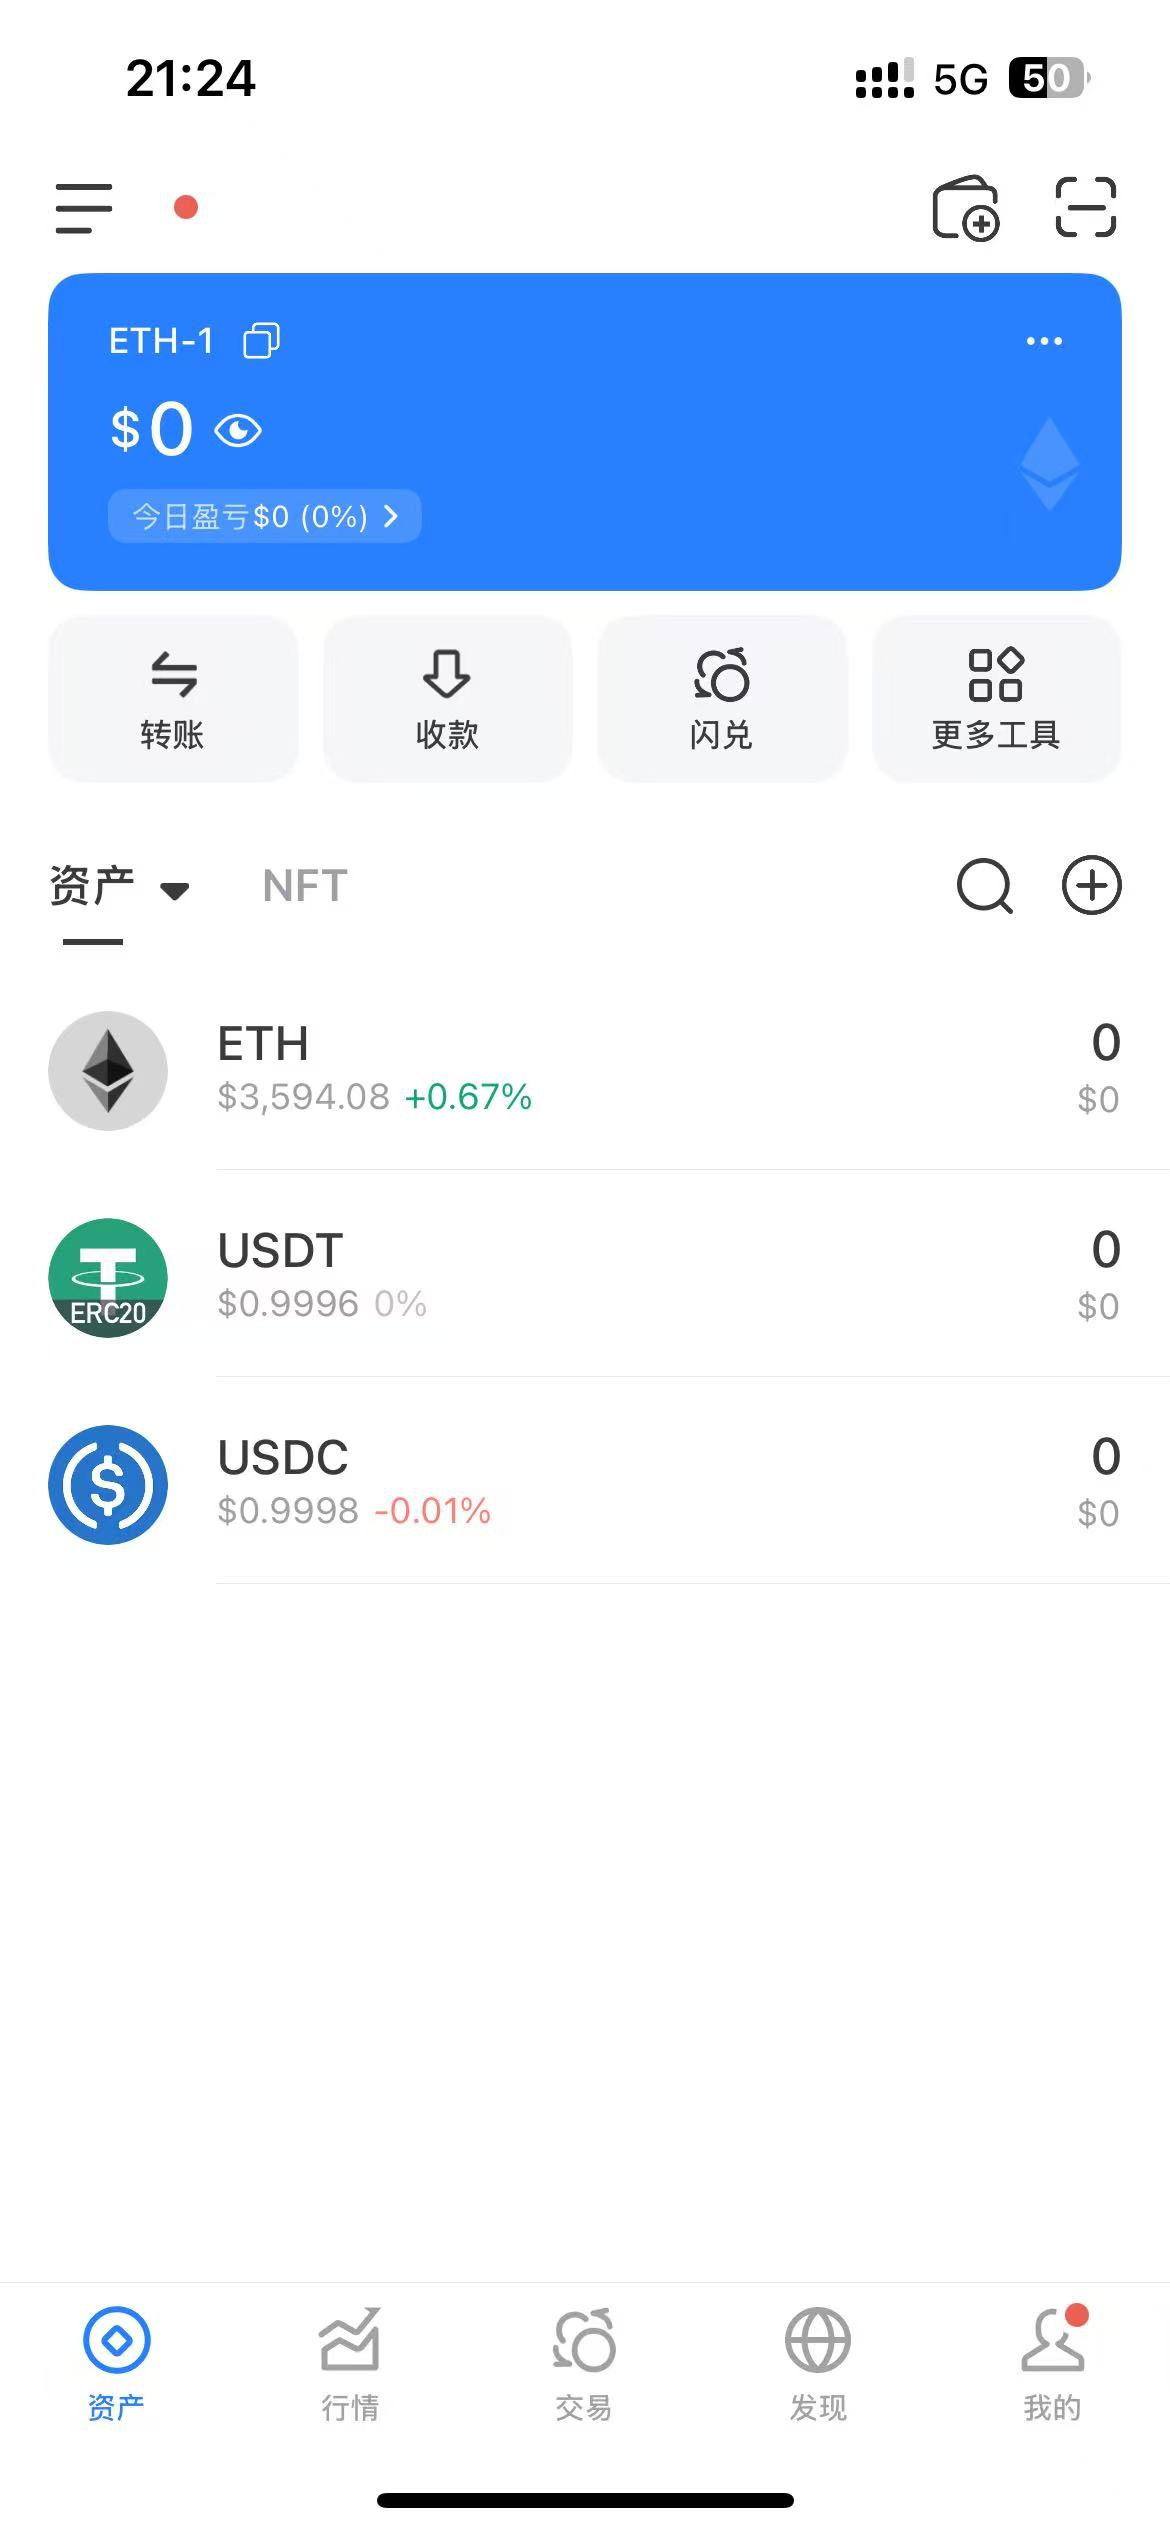 21:24
5G 50
ETH-1
$0
今日盈亏$0 (0%)
转账
收款
闪兑
更多工具
资产
NFT
ETH
0
$3,594.08 +0.67%
$0
USDT
0
ERC20
$0.9996 0%
$0
USDC
0
$0.9998 -0.01%
$0
资产
行情
交易
发现
我的